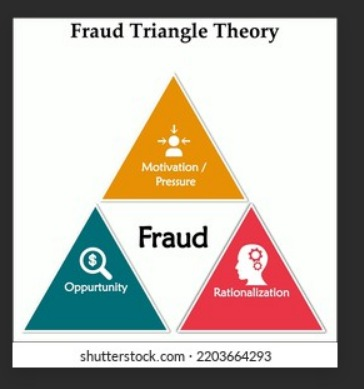 Fraud Triangle Theory
Motivation /
Pressure
Fraud
Oppurtunity
Rationalization
shutterstock.com · 2203664293